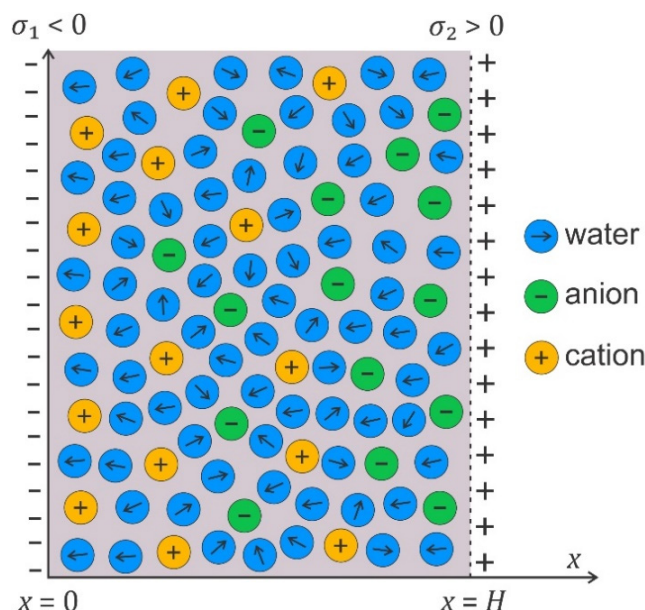 σ₁ < 0
σ₂ > 0
water
anion
cation
x
x = 0
x = H